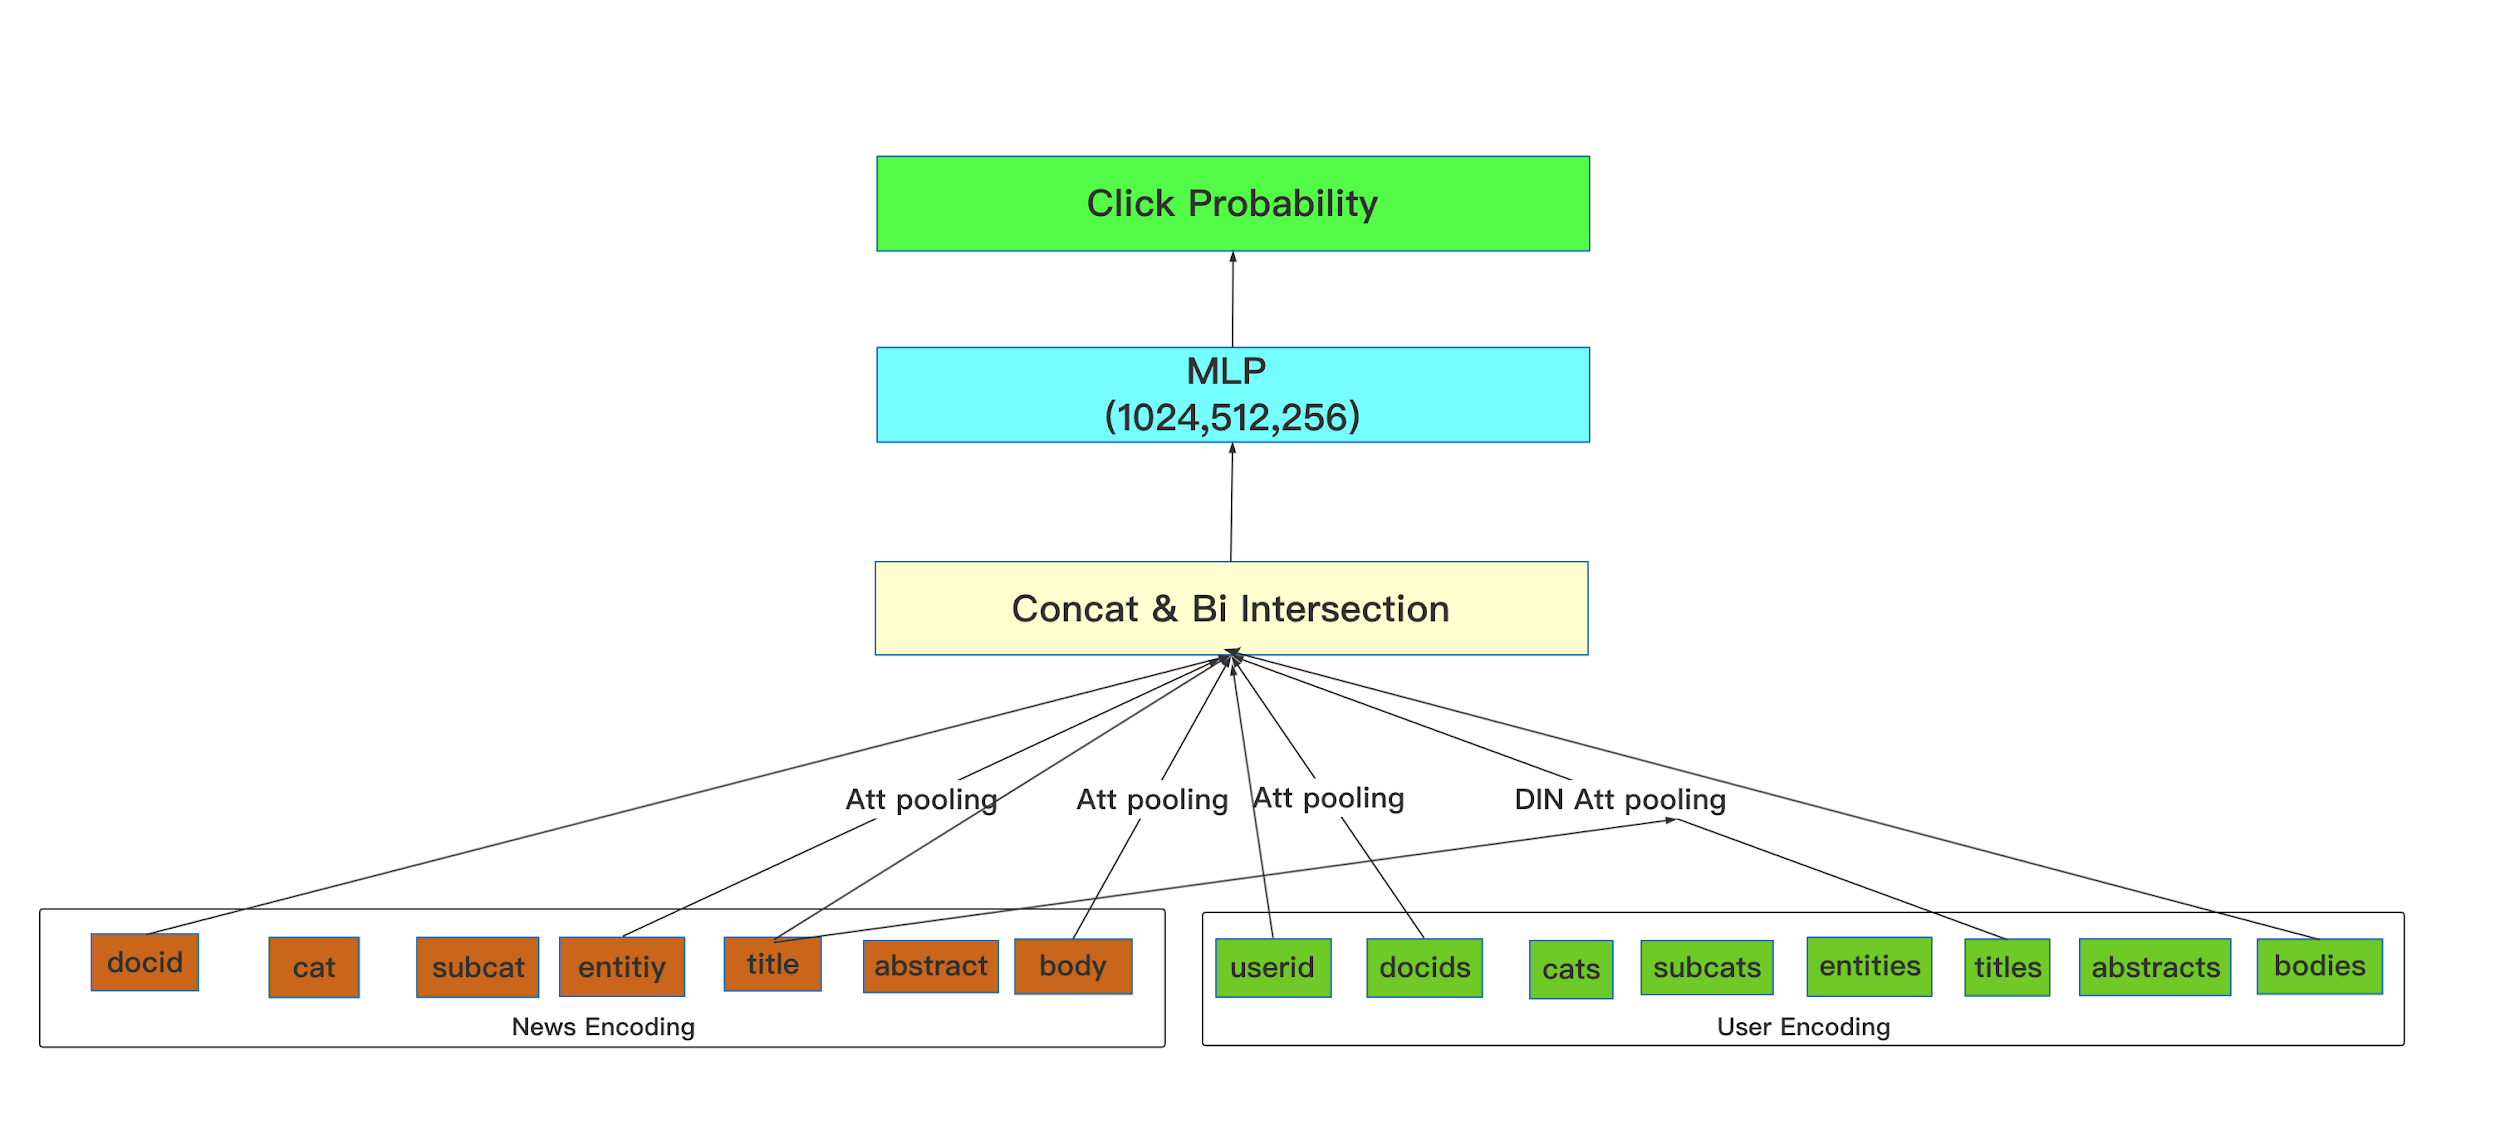 Click Probability
MLP
(1024,512,256)
Concat & Bi Intersection
Att pooling
Att pooling
Att pooling
DIN Att pooling
docid
cat
subcat
entitiy
title
abstract
body
userid
docids
cats
subcats
entities
titles
abstracts
bodies
News Encoding
User Encoding